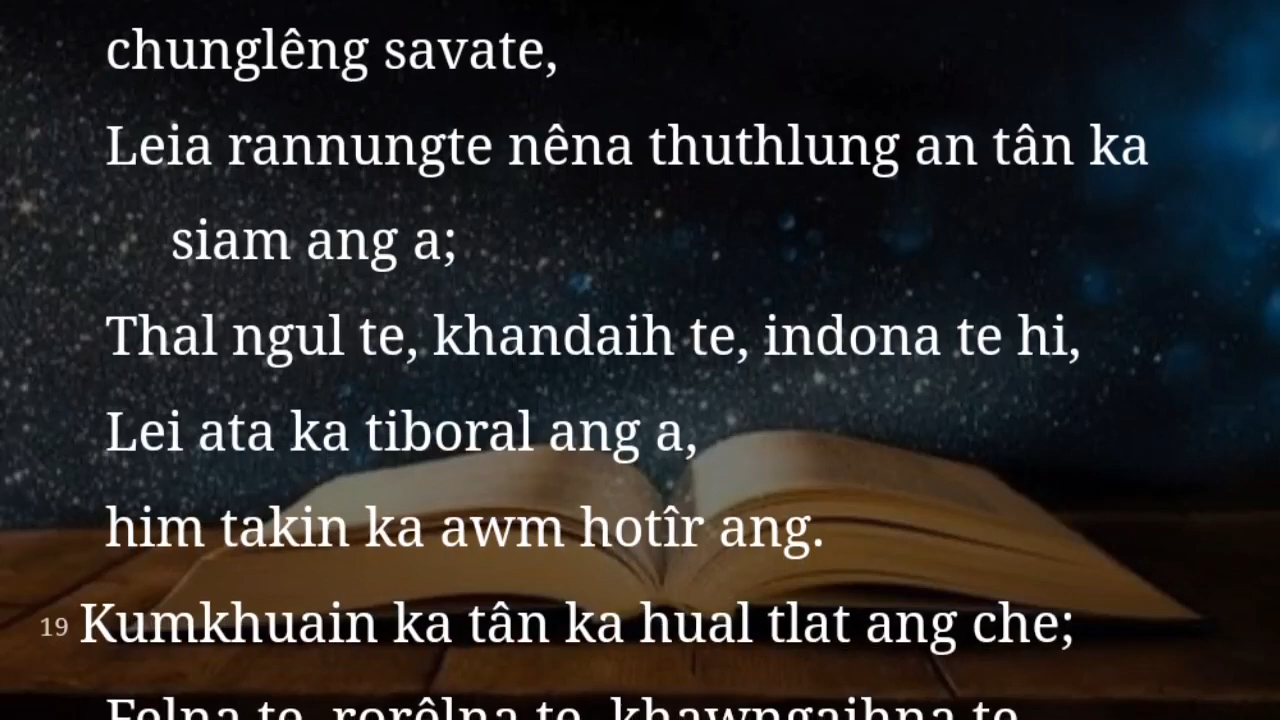 chunglêng savate,
Leia rannungte nêna thuthlung an tân ka
siam ang a;
Thal ngul te, khandaih te, indona te hi,
Lei ata ka tiboral ang a,
him takin ka awm hotîr ang.
19 Kumkhuain ka tân ka hual tlat ang che;
Felna te, rorêlna te, khawngaihna te